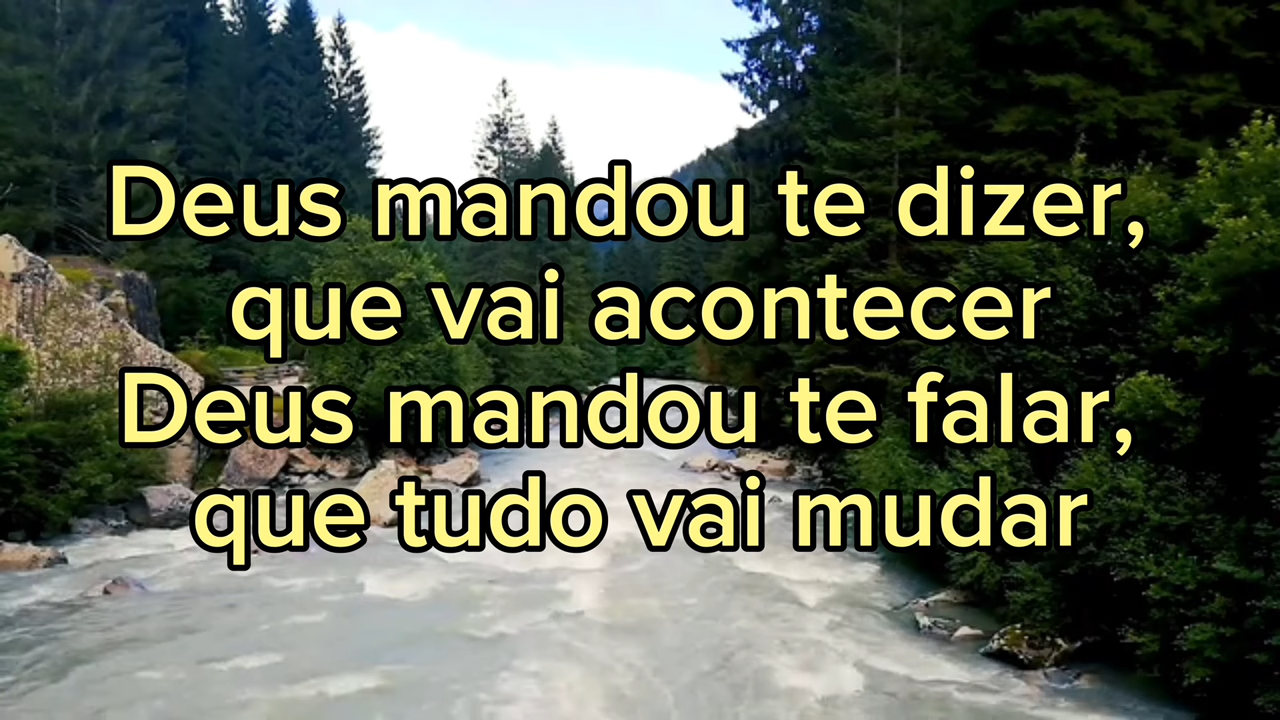 Deus mandou te dizer,
que vai acontecer
Deus mandou te falar,
que tudo vai mudar